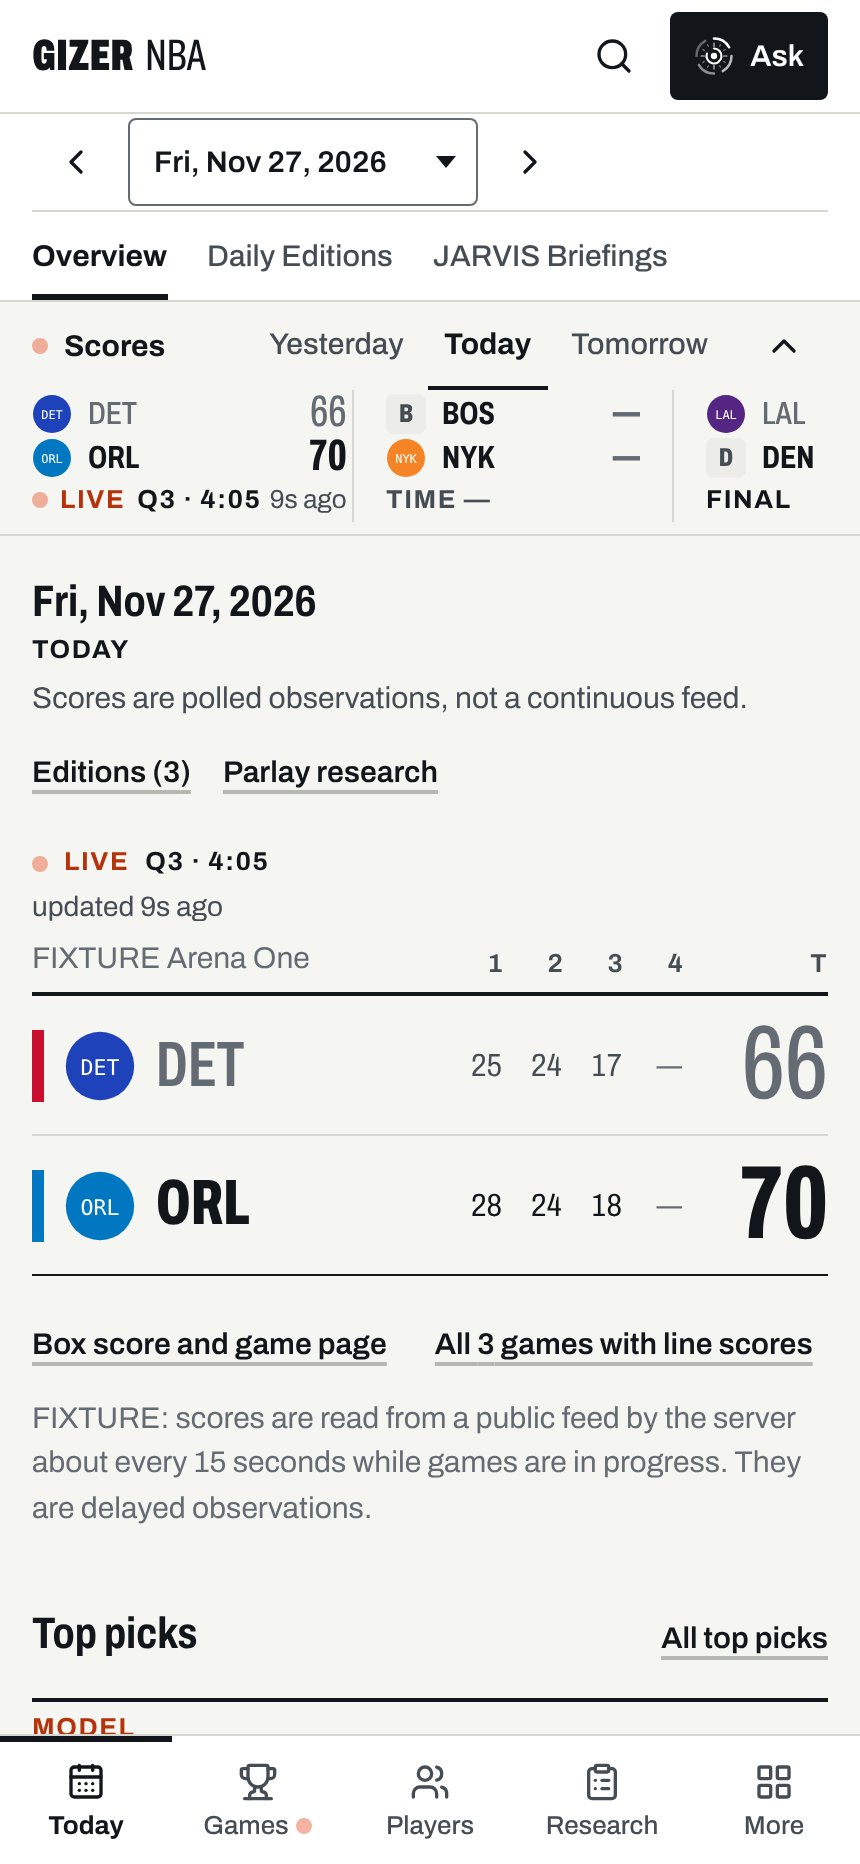 GIZER NBA
Ask
Fri, Nov 27, 2026
Overview Daily Editions JARVIS Briefings
Scores Yesterday Today Tomorrow
DET DET 66
ORL ORL 70
LIVE Q3 · 4:05 9s ago
B BOS —
NYK NYK —
TIME —
LAL LAL
D DEN
FINAL
Fri, Nov 27, 2026
TODAY
Scores are polled observations, not a continuous feed.
Editions (3) Parlay research
LIVE Q3 · 4:05
updated 9s ago
FIXTURE Arena One 1 2 3 4 T
DET DET 25 24 17 — 66
ORL ORL 28 24 18 — 70
Box score and game page All 3 games with line scores
FIXTURE: scores are read from a public feed by the server
about every 15 seconds while games are in progress. They
are delayed observations.
Top picks All top picks
MODEL
Today Games Players Research More